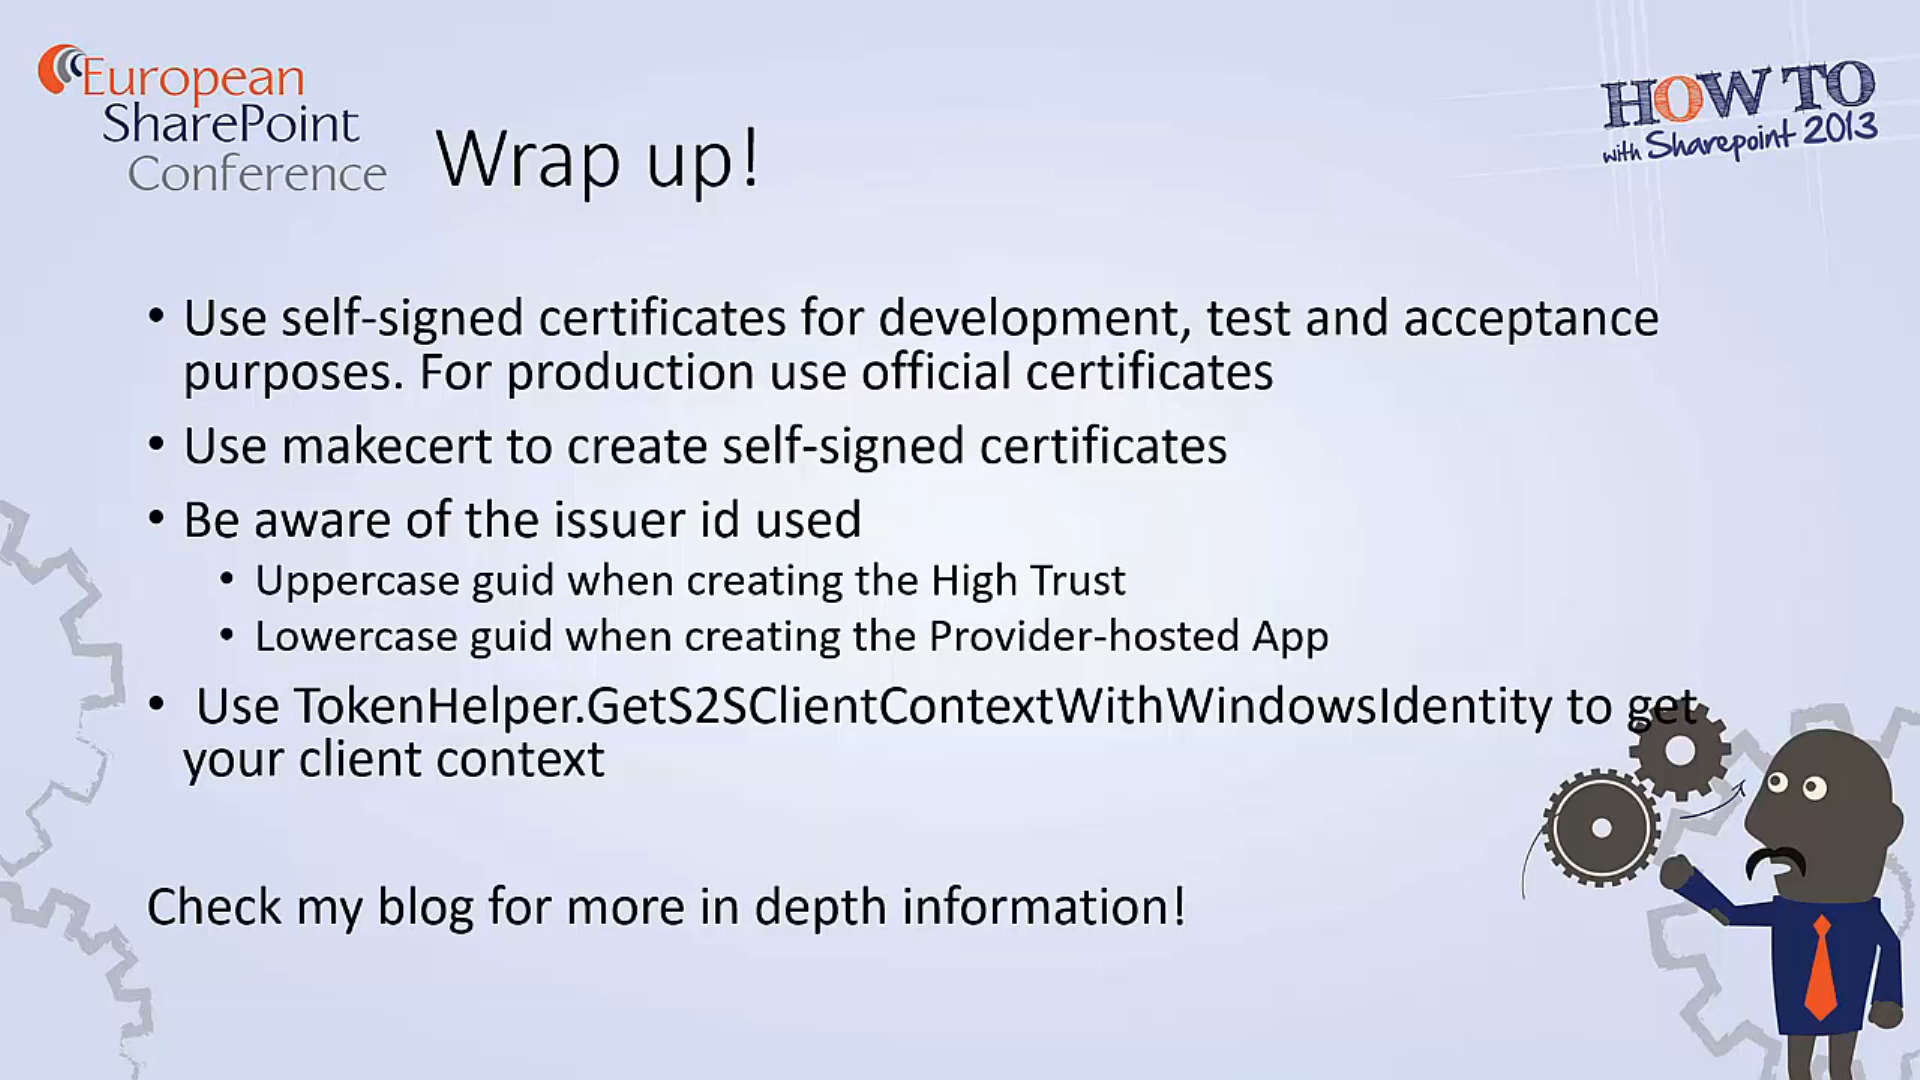 European
SharePoint
Conference
Wrap up!
HOW TO
with Sharepoint 2013
• Use self-signed certificates for development, test and acceptance
purposes. For production use official certificates
• Use makecert to create self-signed certificates
• Be aware of the issuer id used
• Uppercase guid when creating the High Trust
• Lowercase guid when creating the Provider-hosted App
• Use TokenHelper.GetS2SClientContextWithWindowsIdentity to get
your client context
Check my blog for more in depth information!